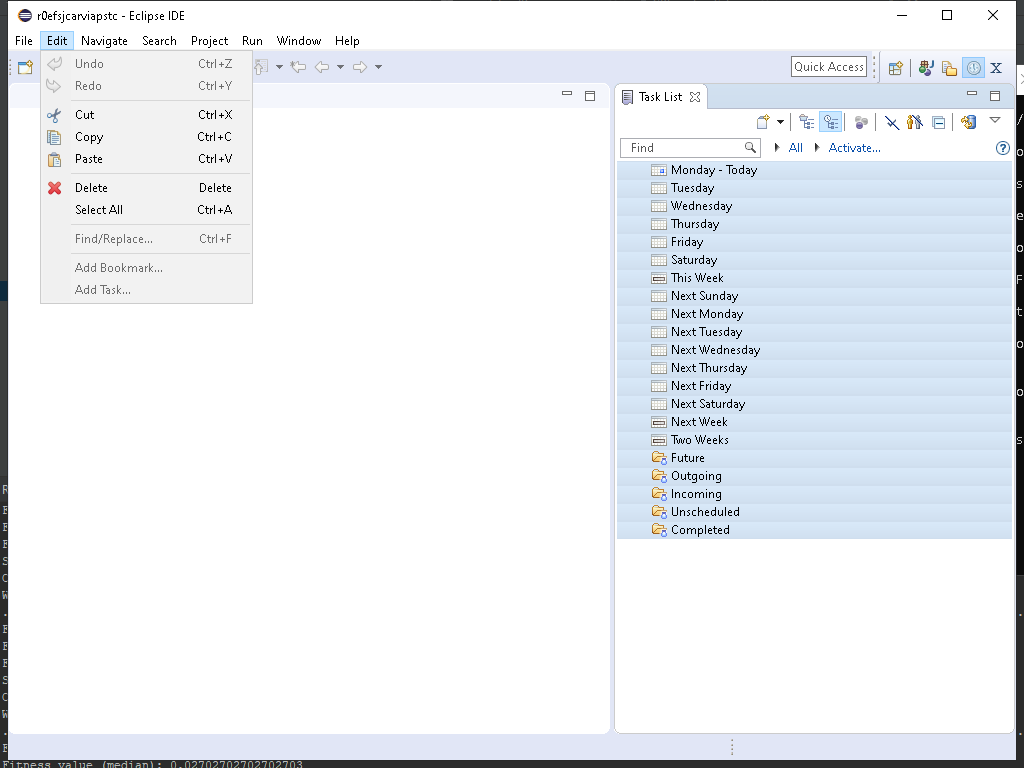 r0efsjcarviapstc - Eclipse IDE
File Edit Navigate Search Project Run Window Help
Undo Ctrl+Z
Redo Ctrl+Y
Cut Ctrl+X
Copy Ctrl+C
Paste Ctrl+V
Delete Delete
Select All Ctrl+A
Find/Replace... Ctrl+F
Add Bookmark...
Add Task...
Quick Access
Task List
Find
All
Activate...
Monday - Today
Tuesday
Wednesday
Thursday
Friday
Saturday
This Week
Next Sunday
Next Monday
Next Tuesday
Next Wednesday
Next Thursday
Next Friday
Next Saturday
Next Week
Two Weeks
Future
Outgoing
Incoming
Unscheduled
Completed
Fitness value (median): 0.02702702702702703